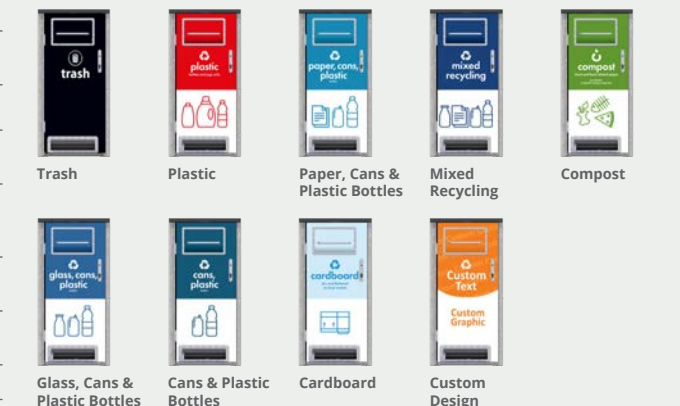 trash
plastic
paper, cans,
plastic
mixed
recycling
compost
Trash
Plastic
Paper, Cans &
Plastic Bottles
Mixed
Recycling
Compost
glass, cans,
plastic
cans,
plastic
cardboard
Custom
Text
Custom
Graphic
Glass, Cans &
Plastic Bottles
Cans & Plastic
Bottles
Cardboard
Custom
Design